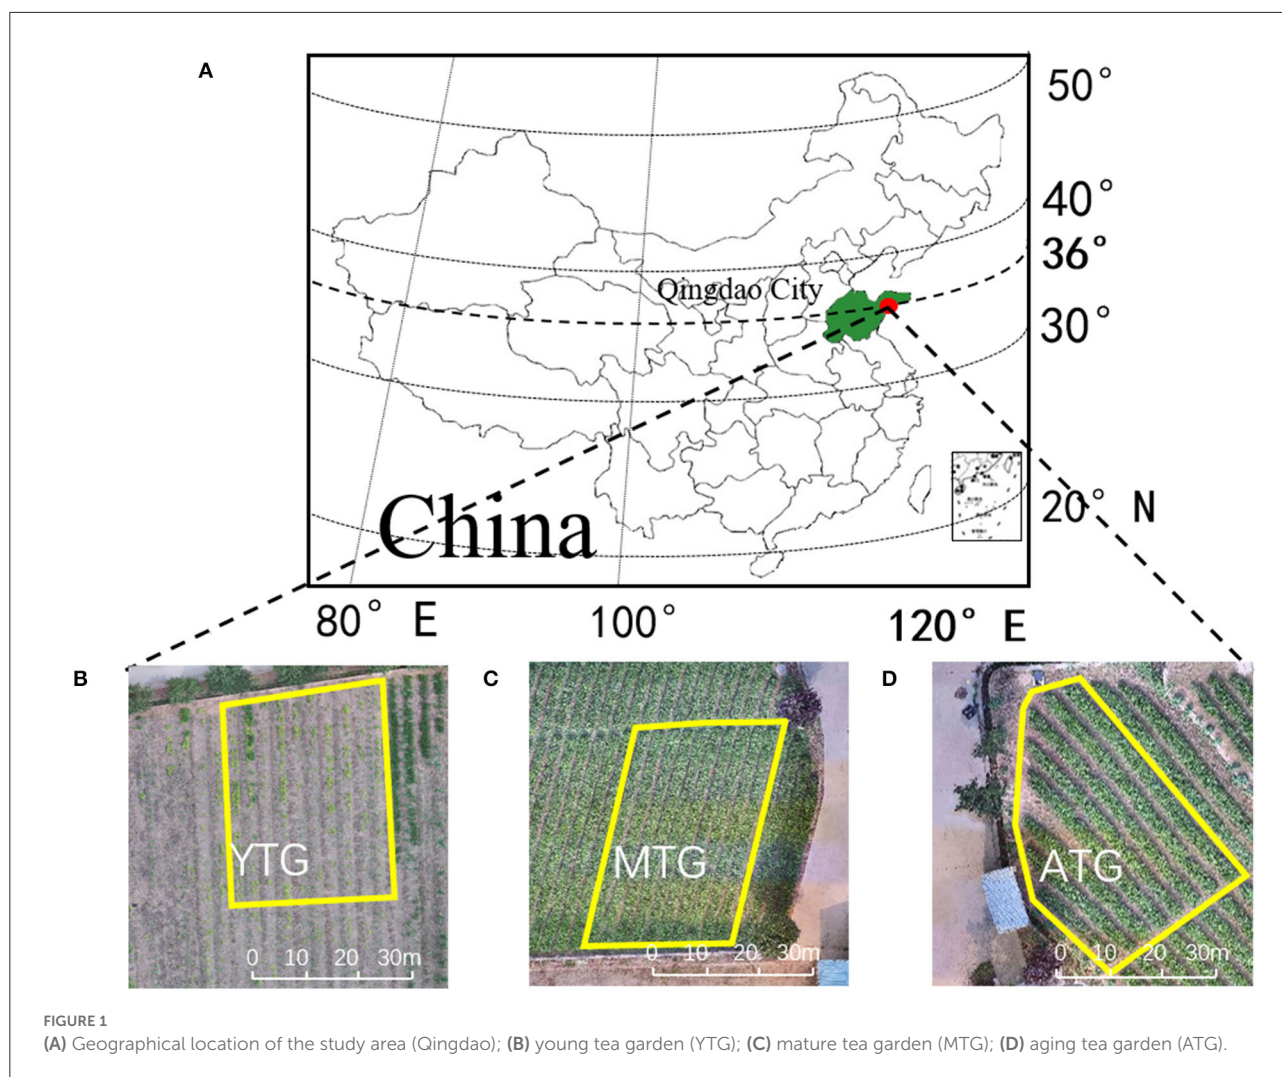 A
50°
40°
36°
Qingdao City
30°
China
20° N
80° E
100°
120° E
B
C
D
YTG
MTG
ATG
0 10 20 30m
0 10 20 30m
0 10 20 30m
FIGURE 1
(A) Geographical location of the study area (Qingdao); (B) young tea garden (YTG); (C) mature tea garden (MTG); (D) aging tea garden (ATG).